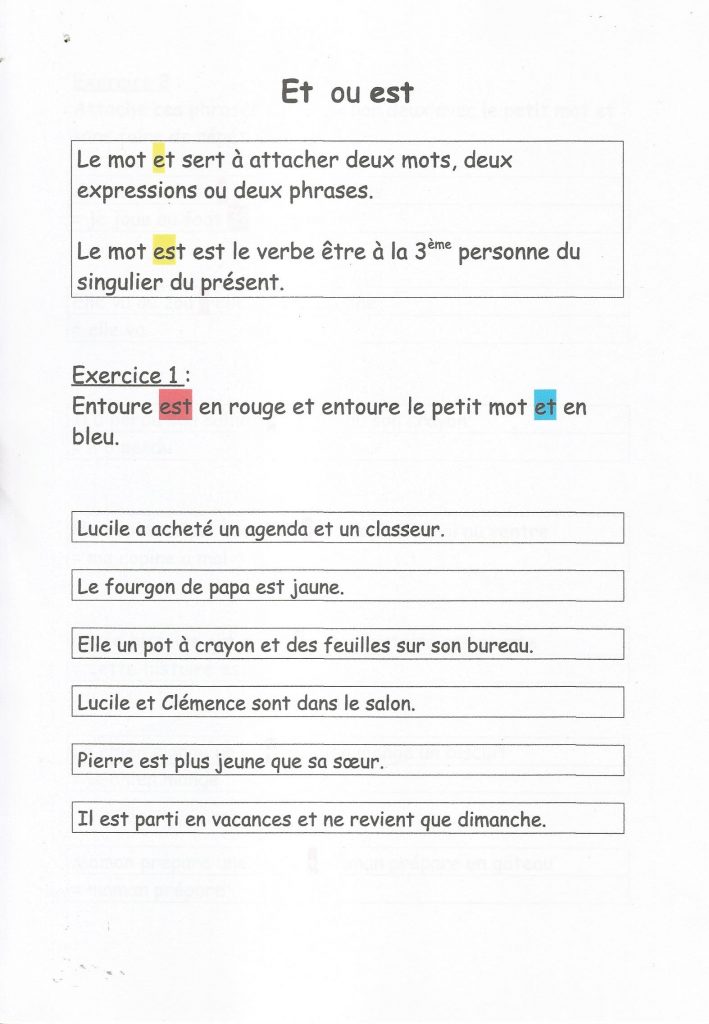 Et ou est
Le mot et sert à attacher deux mots, deux
expressions ou deux phrases.
Le mot est est le verbe être à la 3ème personne du
singulier du présent.
Exercice 1 :
Entoure est en rouge et entoure le petit mot et en
bleu.
Lucile a acheté un agenda et un classeur.
Le fourgon de papa est jaune.
Elle un pot à crayon et des feuilles sur son bureau.
Lucile et Clémence sont dans le salon.
Pierre est plus jeune que sa sœur.
Il est parti en vacances et ne revient que dimanche.